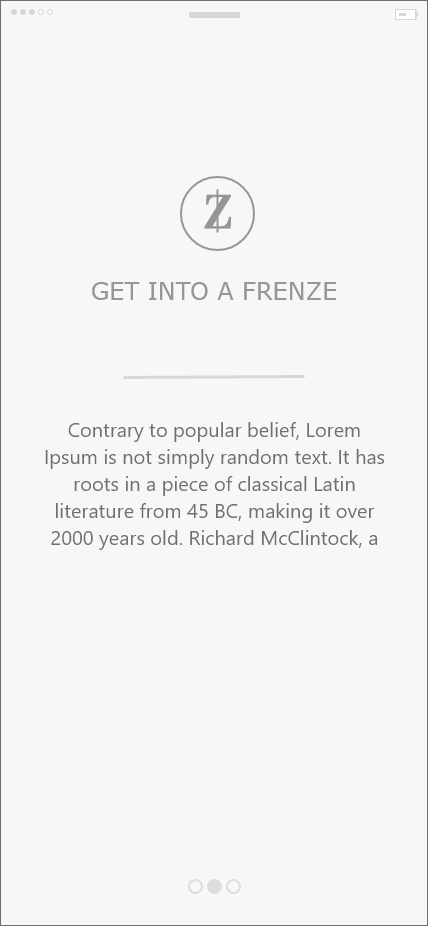 Z
GET INTO A FRENZE
Contrary to popular belief, Lorem
Ipsum is not simply random text. It has
roots in a piece of classical Latin
literature from 45 BC, making it over
2000 years old. Richard McClintock, a